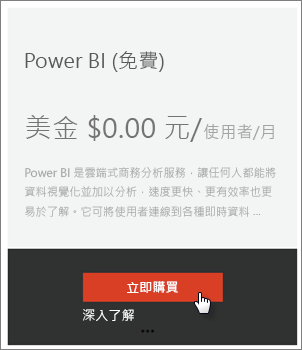 Power BI (免費)
美金 $0.00 元/使用者/月
Power BI 是雲端式商務分析服務，讓任何人都能將
資料視覺化並加以分析，速度更快、更有效率也更
易於了解。它可將使用者連線到各種即時資料 ...
立即購買
深入了解
...